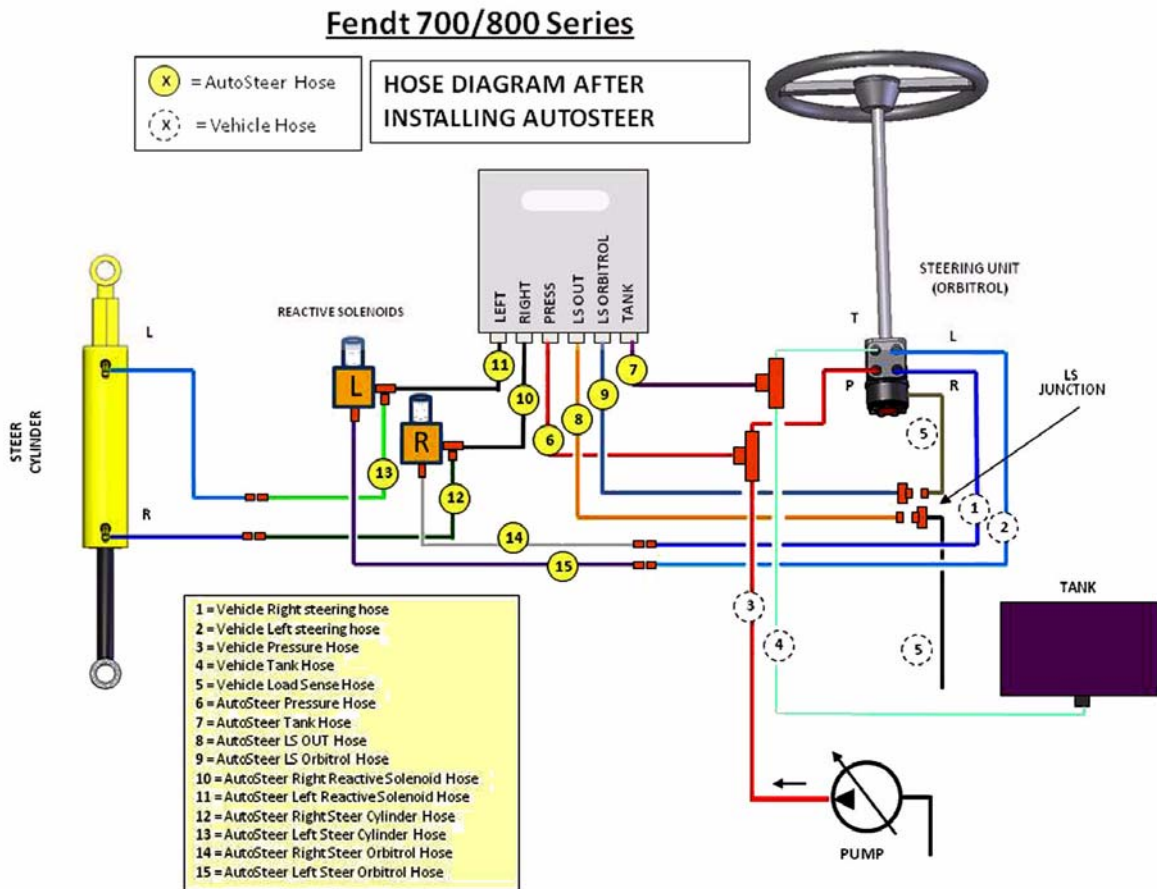 Fendt 700/800 Series
X = AutoSteer Hose
X = Vehicle Hose
HOSE DIAGRAM AFTER
INSTALLING AUTOSTEER
LEFT
RIGHT
PRESS
LS OUT
LS ORBITROL
TANK
STEERING UNIT
(ORBITROL)
REACTIVE SOLENOIDS
STEER
CYLINDER
L
R
L
R
T
L
P
R
LS
JUNCTION
11
10
6
8
9
7
13
12
14
15
5
1
2
3
4
5
TANK
PUMP
1 = Vehicle Right steering hose
2 = Vehicle Left steering hose
3 = Vehicle Pressure Hose
4 = Vehicle Tank Hose
5 = Vehicle Load Sense Hose
6 = AutoSteer Pressure Hose
7 = AutoSteer Tank Hose
8 = AutoSteer LS OUT Hose
9 = AutoSteer LS Orbitrol Hose
10 = AutoSteer Right Reactive Solenoid Hose
11 = AutoSteer Left Reactive Solenoid Hose
12 = AutoSteer Right Steer Cylinder Hose
13 = AutoSteer Left Steer Cylinder Hose
14 = AutoSteer Right Steer Orbitrol Hose
15 = AutoSteer Left Steer Orbitrol Hose